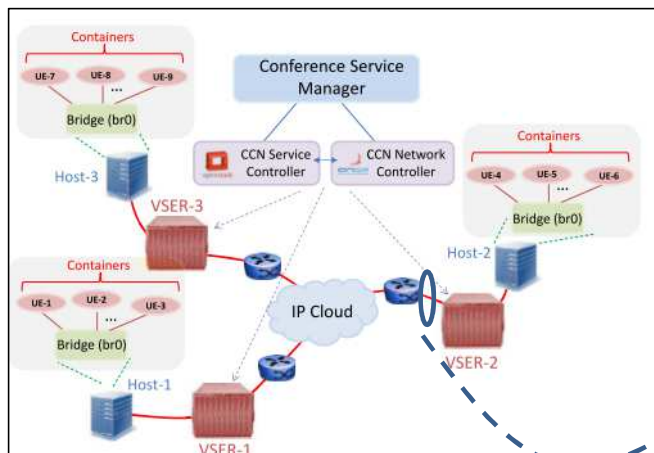 Containers
UE-7
UE-8
UE-9
...
Bridge (br0)
Host-3
VSER-3
Conference Service
Manager
CCN Service
Controller
CCN Network
Controller
Containers
UE-4
UE-5
UE-6
...
Bridge (br0)
Host-2
VSER-2
Containers
UE-1
UE-2
UE-3
...
Bridge (br0)
Host-1
VSER-1
IP Cloud